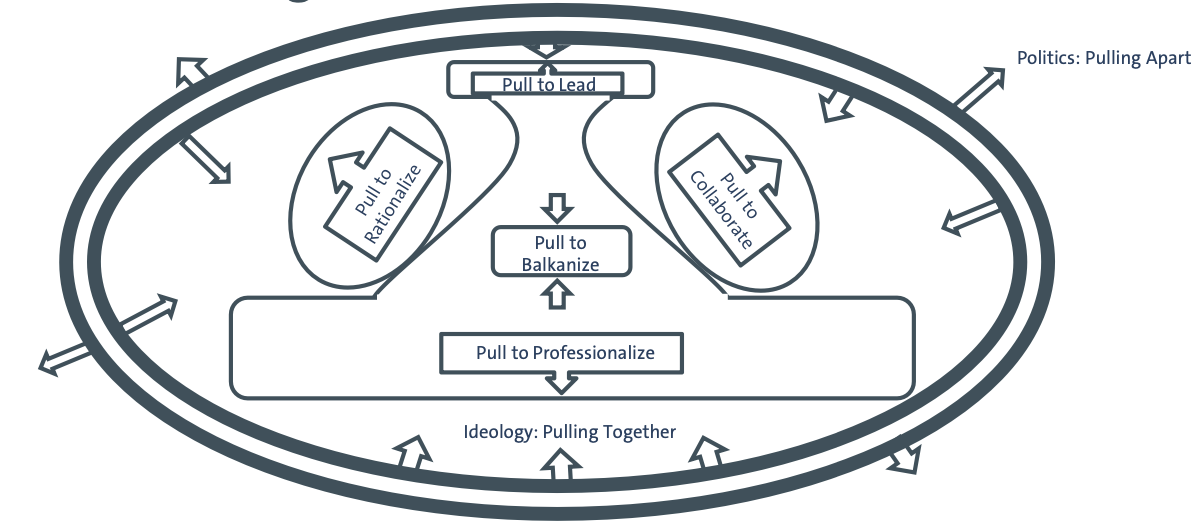 Politics: Pulling Apart
Pull to Lead
Pull to
Rationalize
Pull to
Collaborate
Pull to
Balkanize
Pull to Professionalize
Ideology: Pulling Together